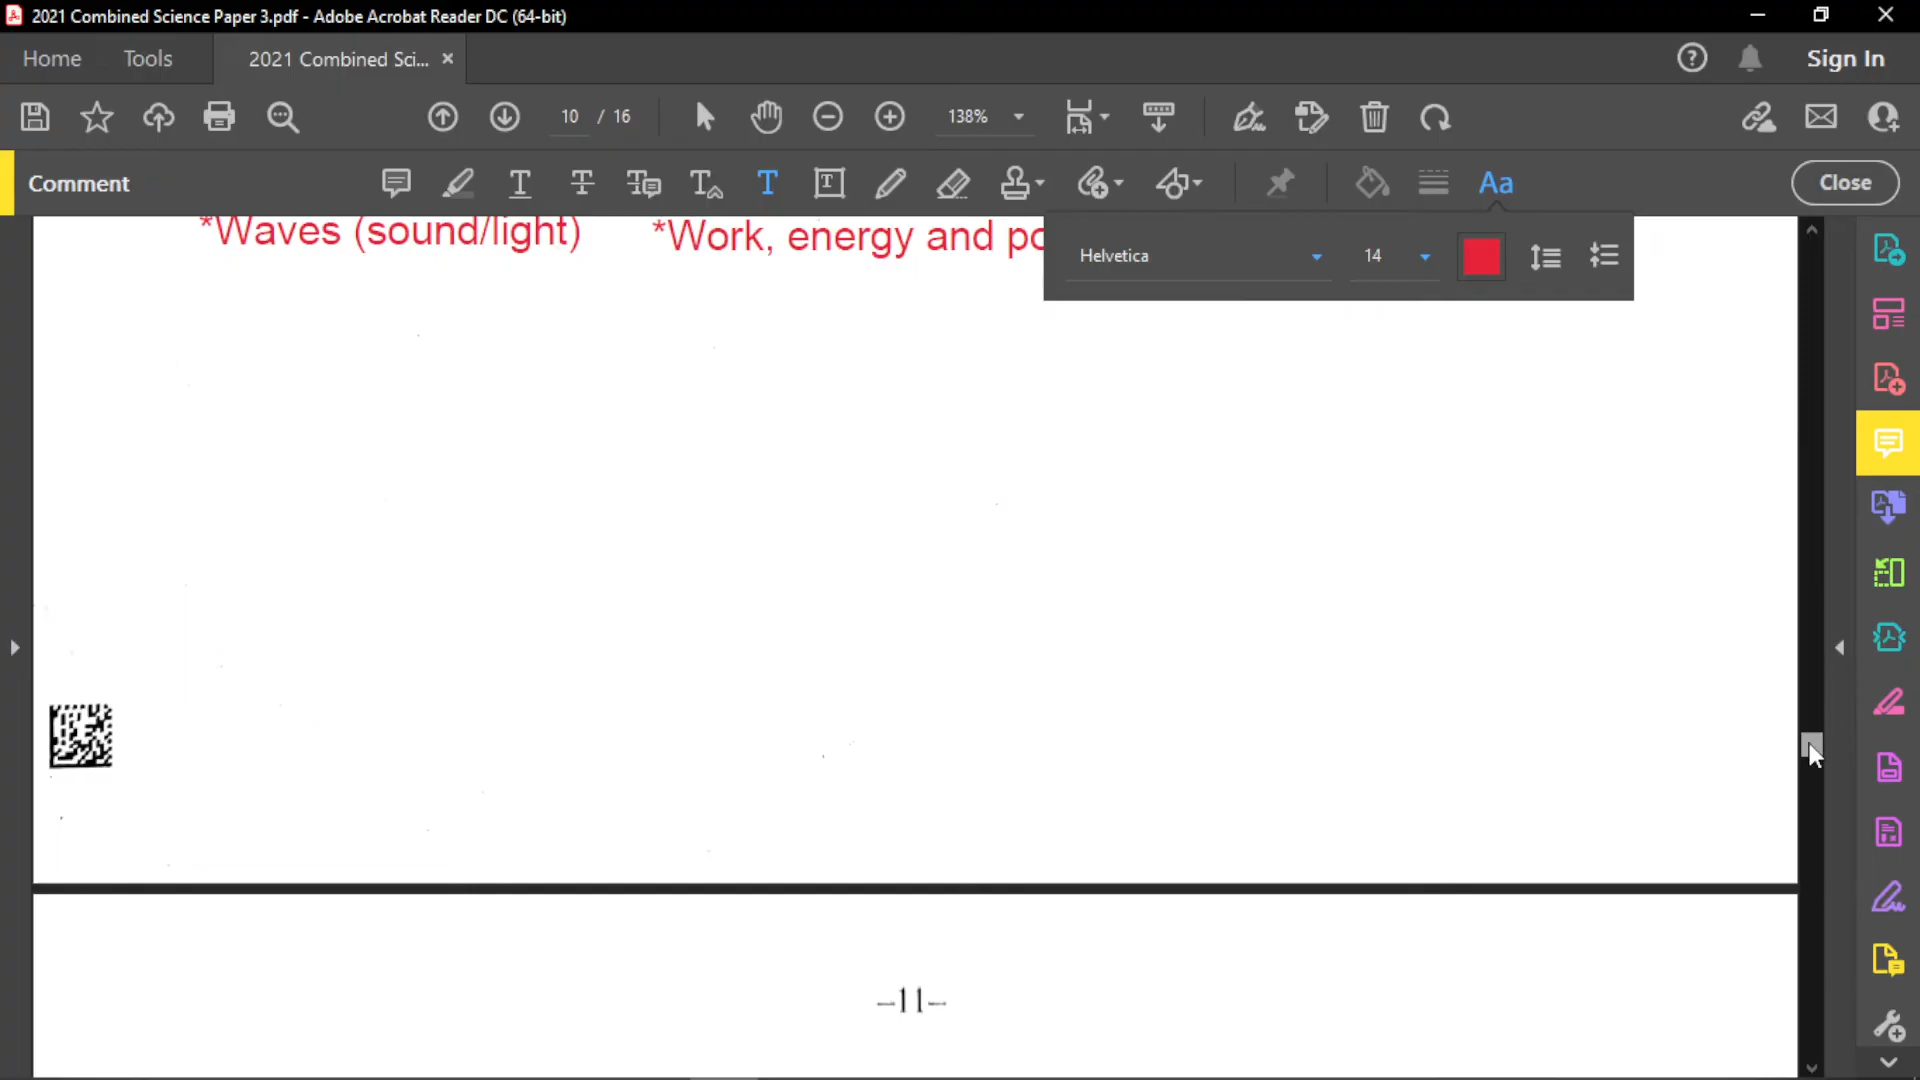 2021 Combined Science Paper 3.pdf - Adobe Acrobat Reader DC (64-bit)
Home Tools 2021 Combined Sci... Sign In
10 / 16 138%
Comment Aa Close
*Waves (sound/light) *Work, energy and po
Helvetica 14
–11–